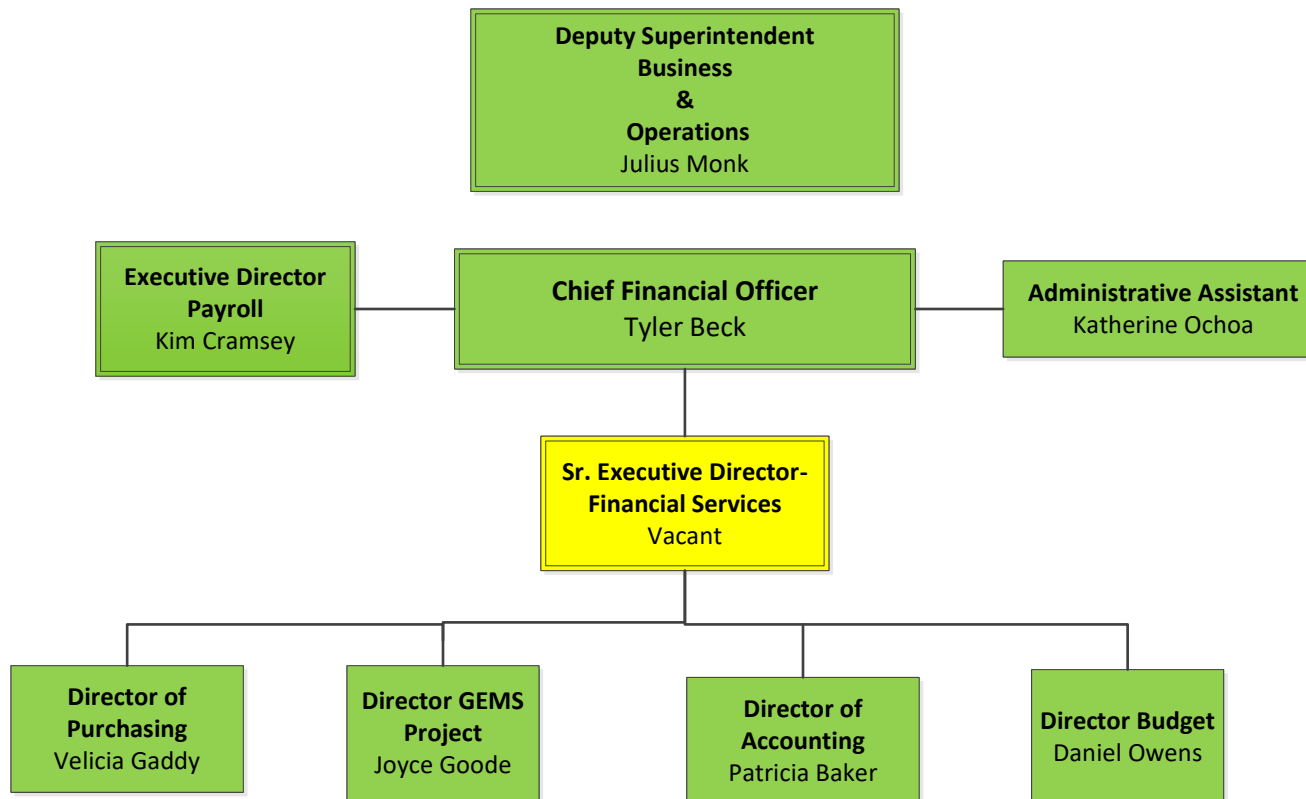 Deputy Superintendent
Business
&
Operations
Julius Monk
Executive Director
Payroll
Kim Cramsey
Chief Financial Officer
Tyler Beck
Administrative Assistant
Katherine Ochoa
Sr. Executive Director-
Financial Services
Vacant
Director of
Purchasing
Velicia Gaddy
Director GEMS
Project
Joyce Goode
Director of
Accounting
Patricia Baker
Director Budget
Daniel Owens